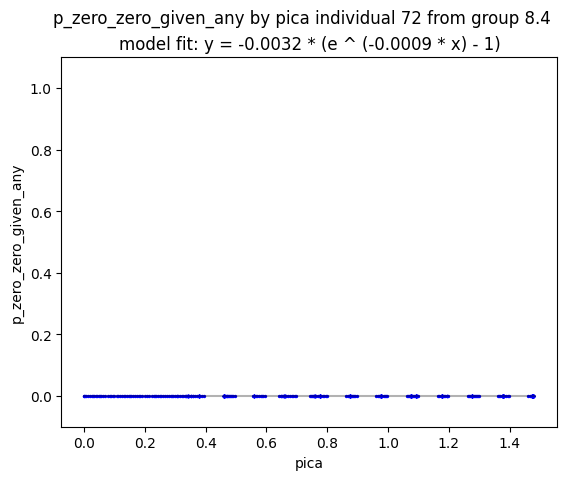 p_zero_zero_given_any by pica individual 72 from group 8.4
model fit: y = -0.0032 * (e ^ (-0.0009 * x) - 1)
1.0
0.8
0.6
0.4
0.2
0.0
p_zero_zero_given_any
0.0 0.2 0.4 0.6 0.8 1.0 1.2 1.4
pica